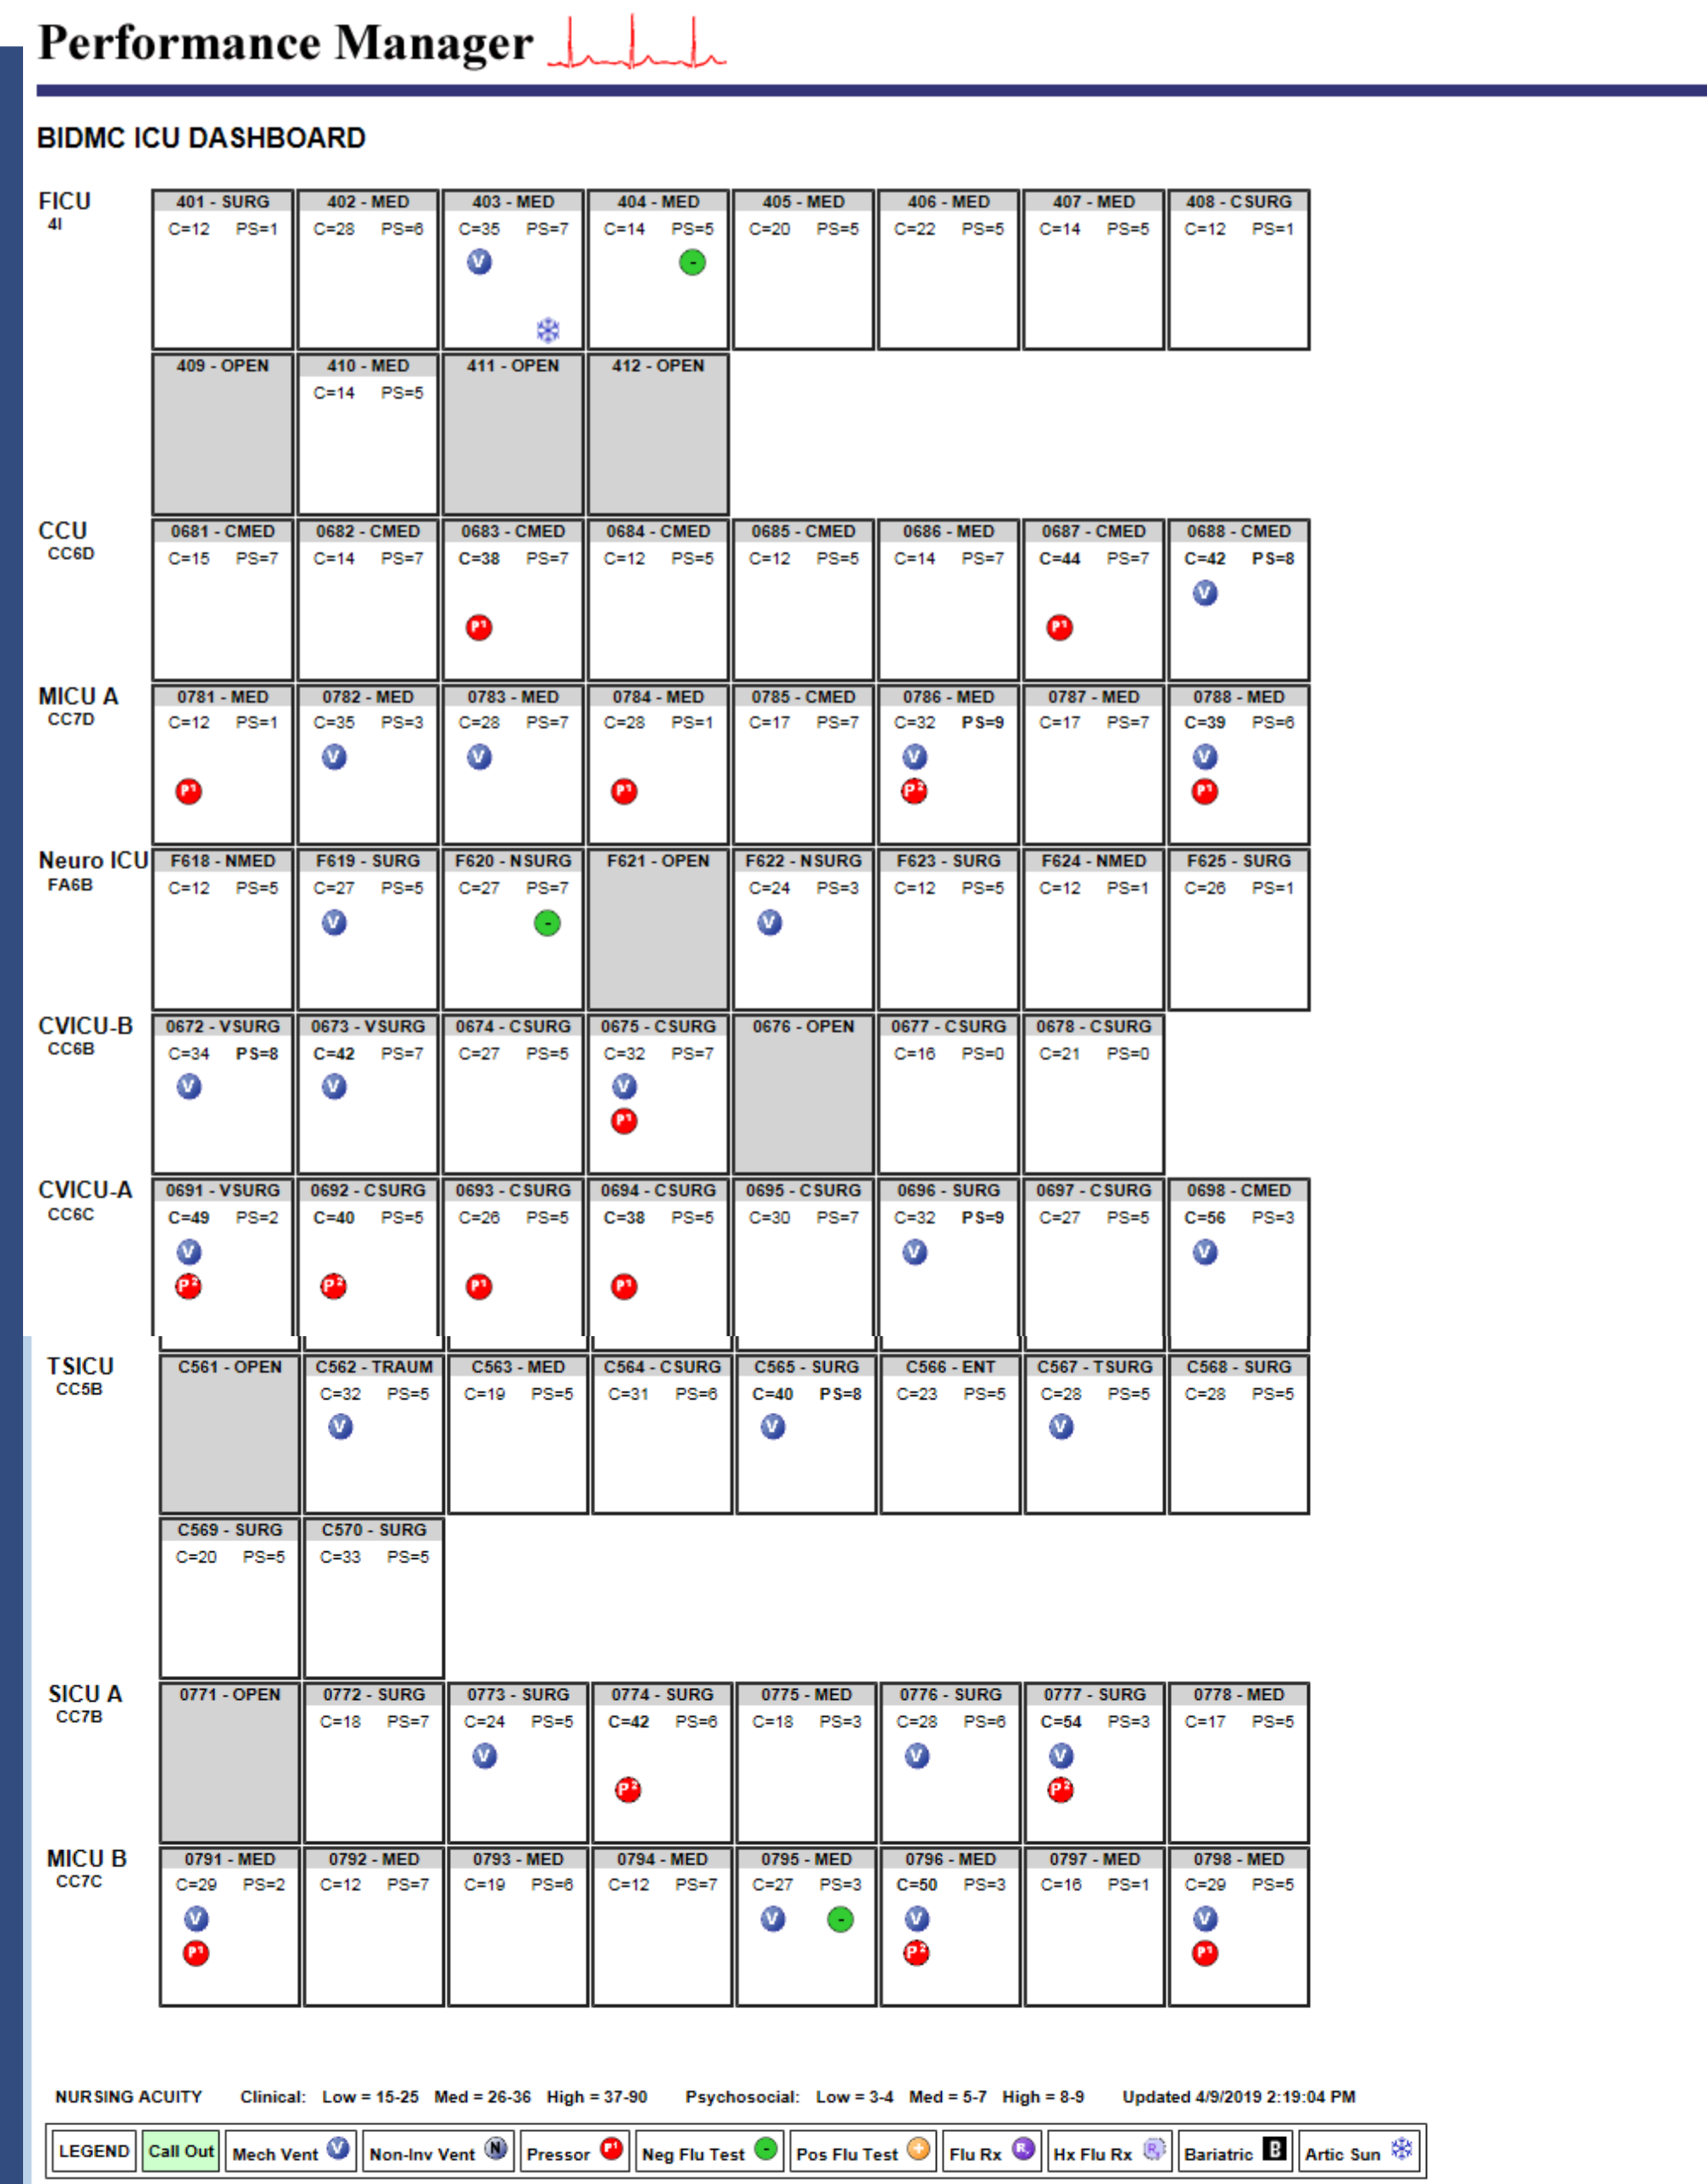 Performance Manager
BIDMC ICU DASHBOARD
FICU
4I
401 - SURG 402 - MED 403 - MED 404 - MED 405 - MED 406 - MED 407 - MED 408 - CSURG
C=12 PS=1 C=28 PS=6 C=35 PS=7 C=14 PS=5 C=20 PS=5 C=22 PS=5 C=14 PS=5 C=12 PS=1
V -
409 - OPEN 410 - MED 411 - OPEN 412 - OPEN
C=14 PS=5
CCU
CC6D
0681 - CMED 0682 - CMED 0683 - CMED 0684 - CMED 0685 - CMED 0686 - MED 0687 - CMED 0688 - CMED
C=15 PS=7 C=14 PS=7 C=38 PS=7 C=12 PS=5 C=12 PS=5 C=14 PS=7 C=44 PS=7 C=42 PS=8
V
P1 P1
MICU A
CC7D
0781 - MED 0782 - MED 0783 - MED 0784 - MED 0785 - CMED 0786 - MED 0787 - MED 0788 - MED
C=12 PS=1 C=35 PS=3 C=28 PS=7 C=28 PS=1 C=17 PS=7 C=32 PS=9 C=17 PS=7 C=39 PS=6
V V V V
P1 P1 P2 P1
Neuro ICU
FA6B
F618 - NMED F619 - SURG F620 - NSURG F621 - OPEN F622 - NSURG F623 - SURG F624 - NMED F625 - SURG
C=12 PS=5 C=27 PS=5 C=27 PS=7 C=24 PS=3 C=12 PS=5 C=12 PS=1 C=26 PS=1
V - V
CVICU-B
CC6B
0672 - VSURG 0673 - VSURG 0674 - CSURG 0675 - CSURG 0676 - OPEN 0677 - CSURG 0678 - CSURG
C=34 PS=8 C=42 PS=7 C=27 PS=5 C=32 PS=7 C=16 PS=0 C=21 PS=0
V V V
P1
CVICU-A
CC6C
0691 - VSURG 0692 - CSURG 0693 - CSURG 0694 - CSURG 0695 - CSURG 0696 - SURG 0697 - CSURG 0698 - CMED
C=49 PS=2 C=40 PS=5 C=26 PS=5 C=38 PS=5 C=30 PS=7 C=32 PS=9 C=27 PS=5 C=56 PS=3
V V V
P2 P2 P1 P1
TSICU
CC5B
C561 - OPEN C562 - TRAUM C563 - MED C564 - CSURG C565 - SURG C566 - ENT C567 - TSURG C568 - SURG
C=32 PS=5 C=19 PS=5 C=31 PS=6 C=40 PS=8 C=23 PS=5 C=28 PS=5 C=28 PS=5
V V V
C569 - SURG C570 - SURG
C=20 PS=5 C=33 PS=5
SICU A
CC7B
0771 - OPEN 0772 - SURG 0773 - SURG 0774 - SURG 0775 - MED 0776 - SURG 0777 - SURG 0778 - MED
C=18 PS=7 C=24 PS=5 C=42 PS=6 C=18 PS=3 C=28 PS=6 C=54 PS=3 C=17 PS=5
V V V
P2 P2
MICU B
CC7C
0791 - MED 0792 - MED 0793 - MED 0794 - MED 0795 - MED 0796 - MED 0797 - MED 0798 - MED
C=29 PS=2 C=12 PS=7 C=19 PS=6 C=12 PS=7 C=27 PS=3 C=50 PS=3 C=16 PS=1 C=29 PS=5
V V - V V
P1 P2 P1
NURSING ACUITY Clinical: Low = 15-25 Med = 26-36 High = 37-90 Psychosocial: Low = 3-4 Med = 5-7 High = 8-9 Updated 4/9/2019 2:19:04 PM
LEGEND Call Out Mech Vent V Non-Inv Vent N Pressor P1 Neg Flu Test - Pos Flu Test + Flu Rx R Hx Flu Rx R Bariatric B Artic Sun